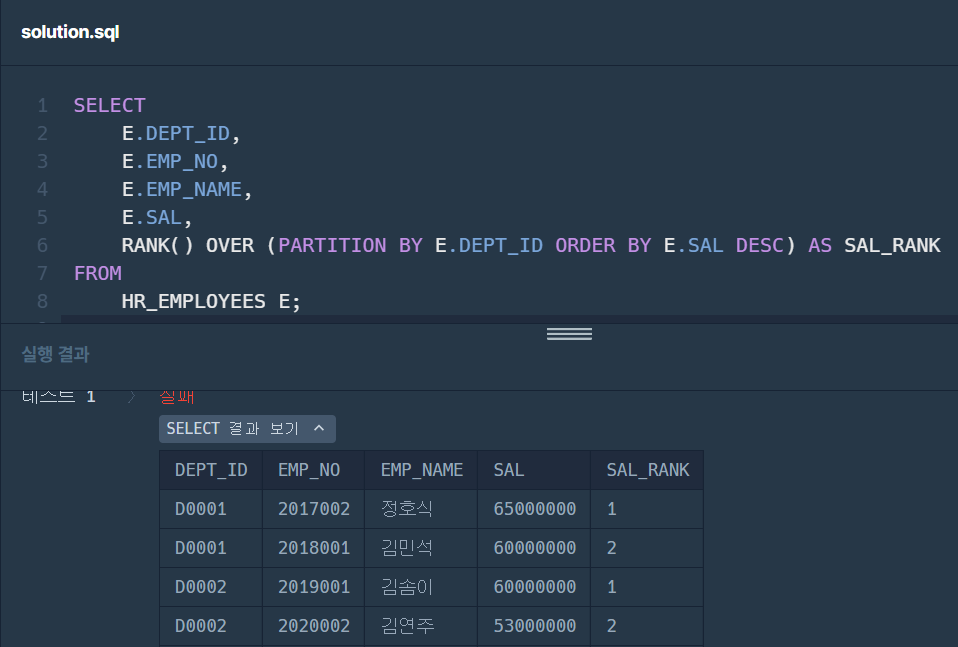 solution.sql
1 SELECT
2 E.DEPT_ID,
3 E.EMP_NO,
4 E.EMP_NAME,
5 E.SAL,
6 RANK() OVER (PARTITION BY E.DEPT_ID ORDER BY E.SAL DESC) AS SAL_RANK
7 FROM
8 HR_EMPLOYEES E;
실행 결과
테스트 1 〉 실패
SELECT 결과 보기
DEPT_ID EMP_NO EMP_NAME SAL SAL_RANK
D0001 2017002 정호식 65000000 1
D0001 2018001 김민석 60000000 2
D0002 2019001 김솜이 60000000 1
D0002 2020002 김연주 53000000 2